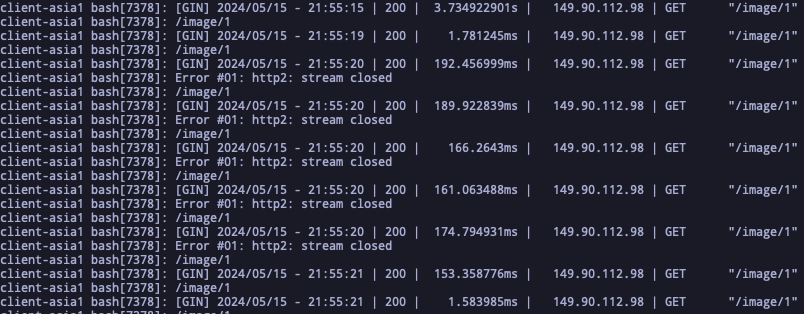 client-asia1 bash[7378]: [GIN] 2024/05/15 - 21:55:15 | 200 |  3.734922901s |   149.90.112.98 | GET      "/image/1"
client-asia1 bash[7378]: /image/1
client-asia1 bash[7378]: [GIN] 2024/05/15 - 21:55:19 | 200 |    1.781245ms |   149.90.112.98 | GET      "/image/1"
client-asia1 bash[7378]: /image/1
client-asia1 bash[7378]: [GIN] 2024/05/15 - 21:55:20 | 200 |  192.456999ms |   149.90.112.98 | GET      "/image/1"
client-asia1 bash[7378]: Error #01: http2: stream closed
client-asia1 bash[7378]: /image/1
client-asia1 bash[7378]: [GIN] 2024/05/15 - 21:55:20 | 200 |  189.922839ms |   149.90.112.98 | GET      "/image/1"
client-asia1 bash[7378]: Error #01: http2: stream closed
client-asia1 bash[7378]: /image/1
client-asia1 bash[7378]: [GIN] 2024/05/15 - 21:55:20 | 200 |    166.2643ms |   149.90.112.98 | GET      "/image/1"
client-asia1 bash[7378]: Error #01: http2: stream closed
client-asia1 bash[7378]: /image/1
client-asia1 bash[7378]: [GIN] 2024/05/15 - 21:55:20 | 200 |  161.063488ms |   149.90.112.98 | GET      "/image/1"
client-asia1 bash[7378]: Error #01: http2: stream closed
client-asia1 bash[7378]: /image/1
client-asia1 bash[7378]: [GIN] 2024/05/15 - 21:55:20 | 200 |  174.794931ms |   149.90.112.98 | GET      "/image/1"
client-asia1 bash[7378]: Error #01: http2: stream closed
client-asia1 bash[7378]: /image/1
client-asia1 bash[7378]: [GIN] 2024/05/15 - 21:55:21 | 200 |  153.358776ms |   149.90.112.98 | GET      "/image/1"
client-asia1 bash[7378]: /image/1
client-asia1 bash[7378]: [GIN] 2024/05/15 - 21:55:21 | 200 |    1.583985ms |   149.90.112.98 | GET      "/image/1"
client-asia1 bash[7378]: /image/1